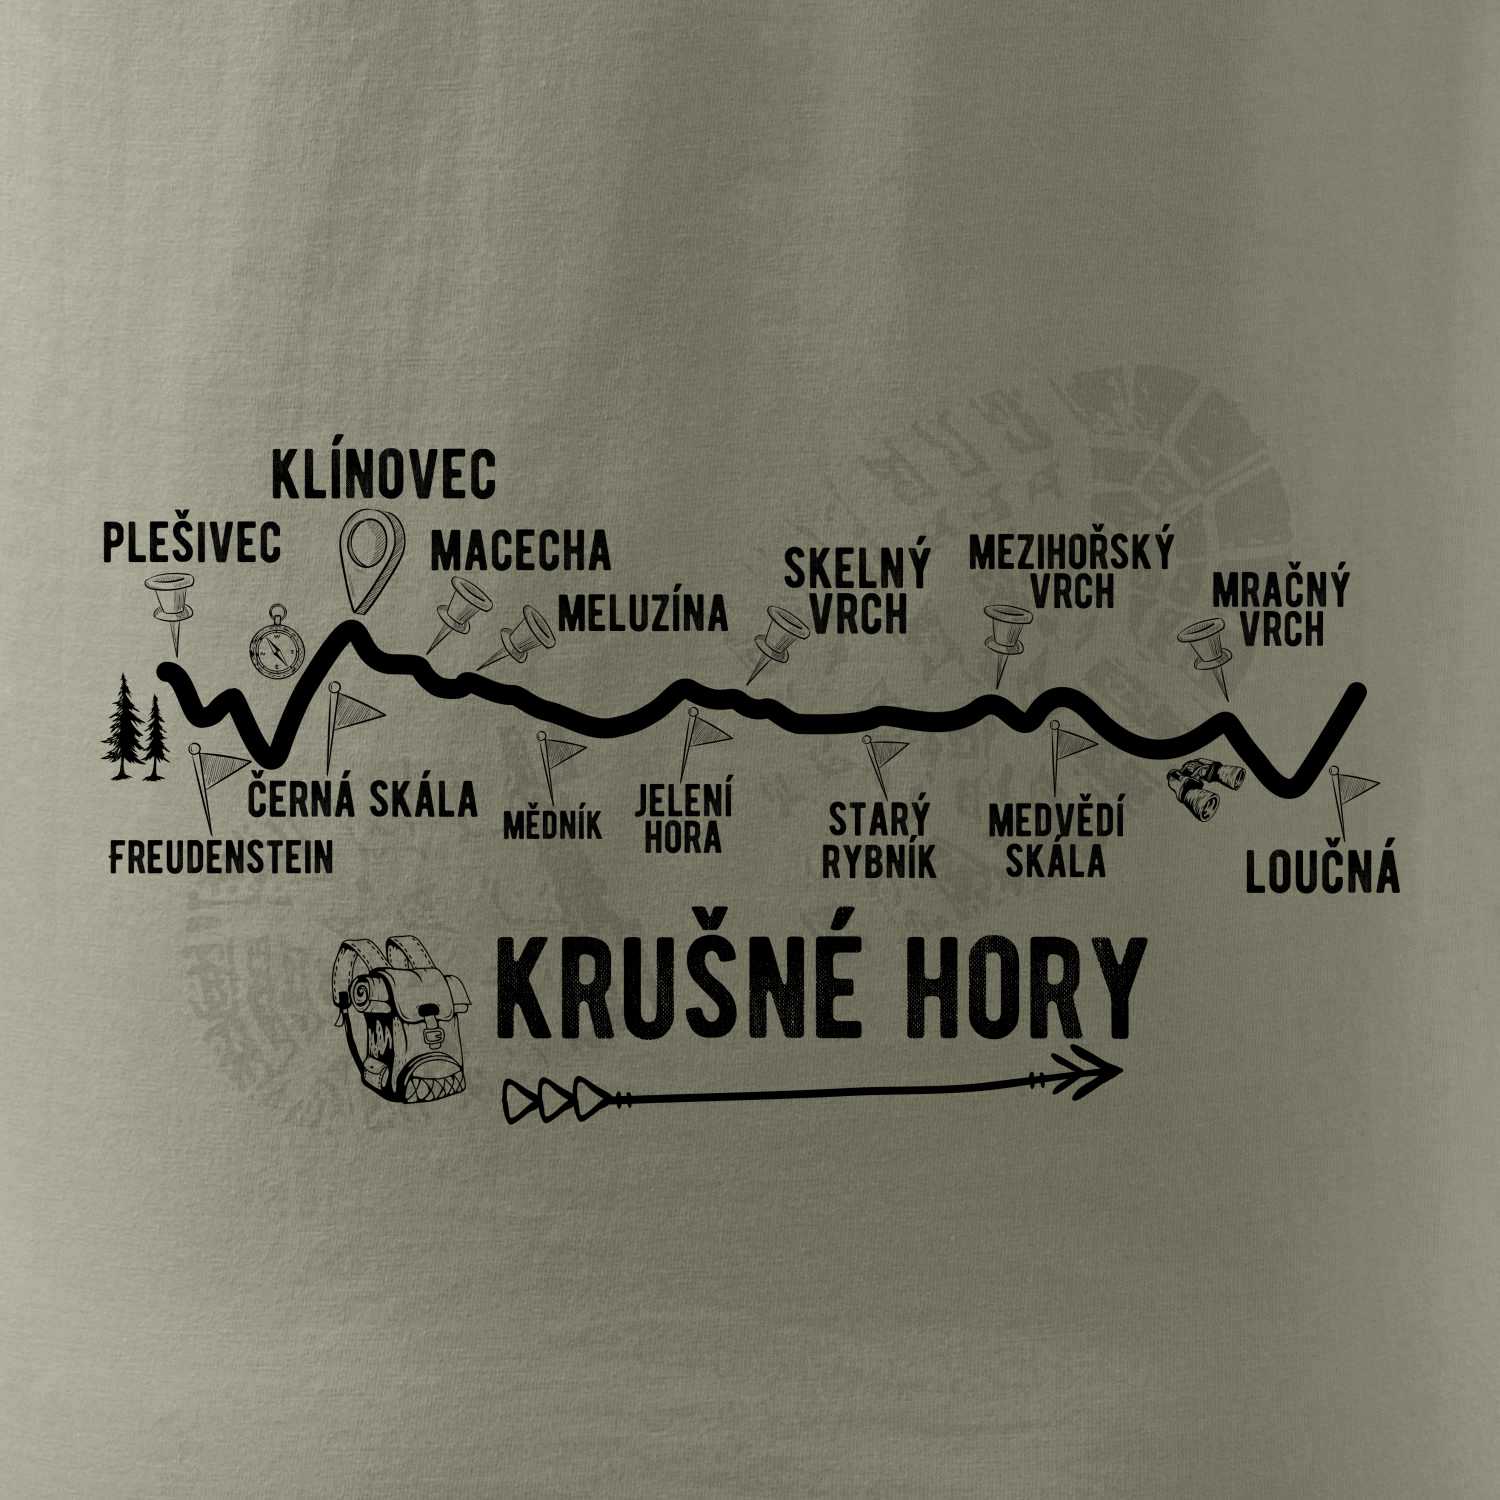 KLÍNOVEC
PLEŠIVEC
MACECHA
MELUZÍNA
SKELNÝ
VRCH
MEZIHOŘSKÝ
VRCH
MRAČNÝ
VRCH
FREUDENSTEIN
ČERNÁ SKÁLA
MĚDNÍK
JELENÍ
HORA
STARÝ
RYBNÍK
MEDVĚDÍ
SKÁLA
LOUČNÁ
KRUŠNÉ HORY